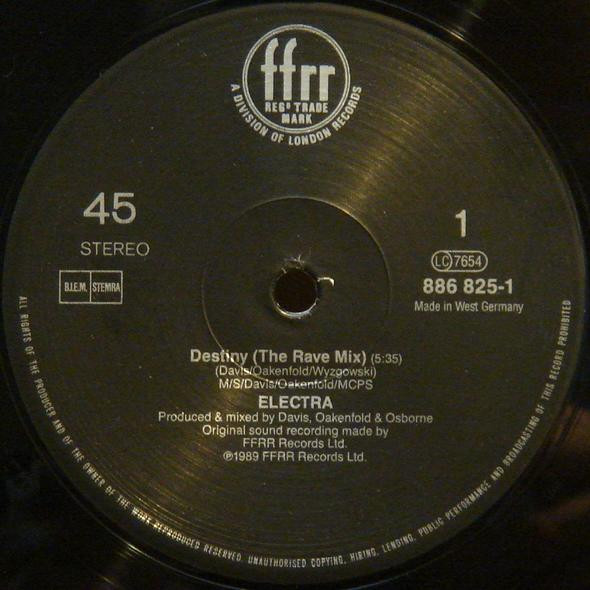 ffrr
REGD TRADE
MARK
A DIVISION OF LONDON RECORDS
45
STEREO
B.I.E.M. STEMRA
1
LC 7654
886 825-1
Made in West Germany
Destiny (The Rave Mix) (5:35)
(Davis/Oakenfold/Wyzgowski)
M/S/Davis/Oakenfold/MCPS
ELECTRA
Produced & mixed by Davis, Oakenfold & Osborne
Original sound recording made by
FFRR Records Ltd.
℗1989 FFRR Records Ltd.
ALL RIGHTS OF THE PRODUCER AND OF THE OWNER OF THE WORK REPRODUCED RESERVED. UNAUTHORISED COPYING, HIRING, LENDING, PUBLIC PERFORMANCE AND BROADCASTING OF THIS RECORD PROHIBITED